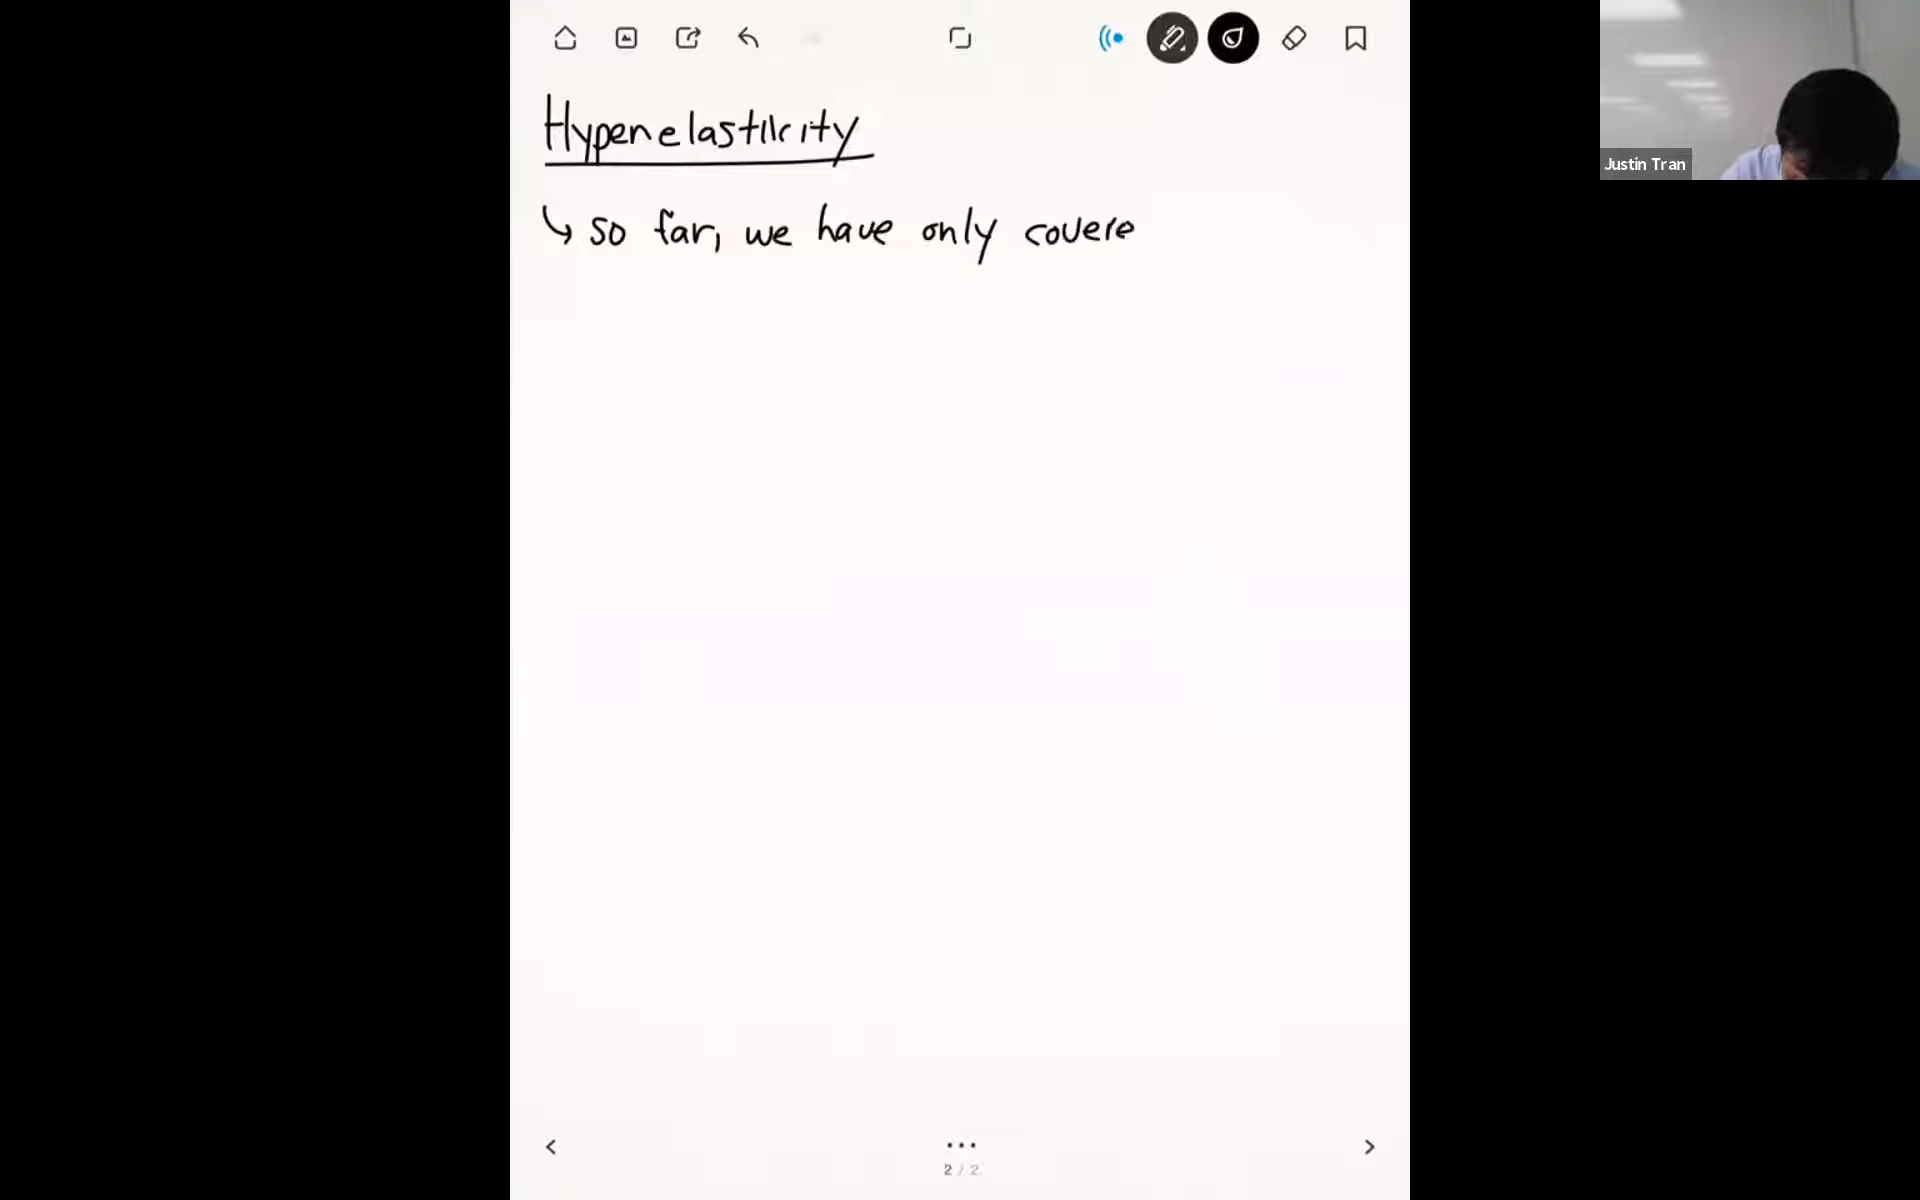 Hyperelasticity
↳ so far, we have only covere
Justin Tran
2 / 2